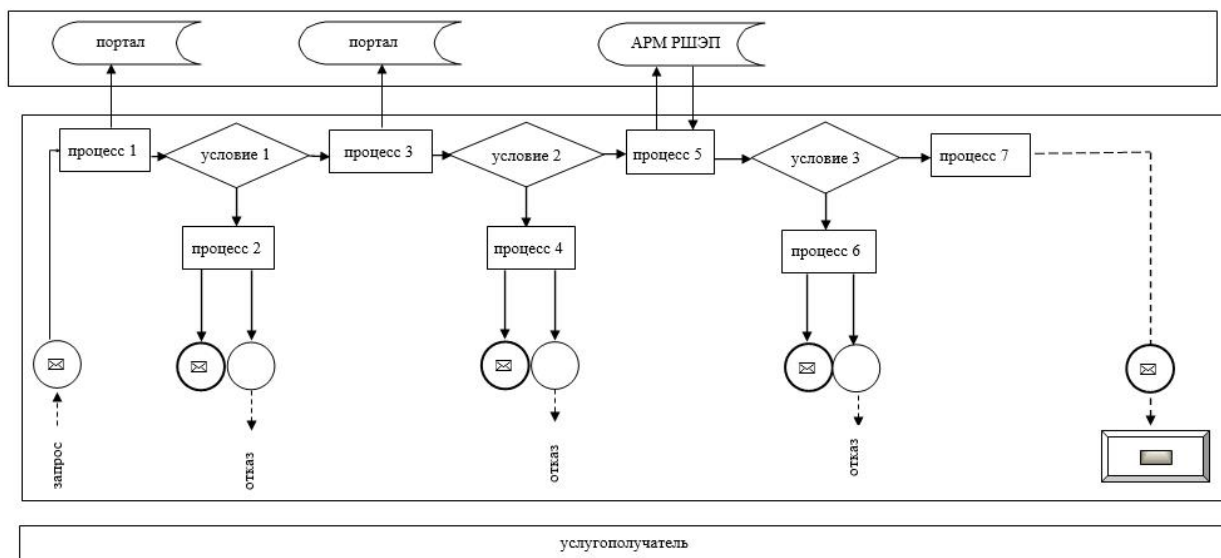 портал
портал
АРМ РШЭП
процесс 1
условие 1
процесс 3
условие 2
процесс 5
условие 3
процесс 7
процесс 2
процесс 4
процесс 6
запрос
отказ
отказ
отказ
услугополучатель